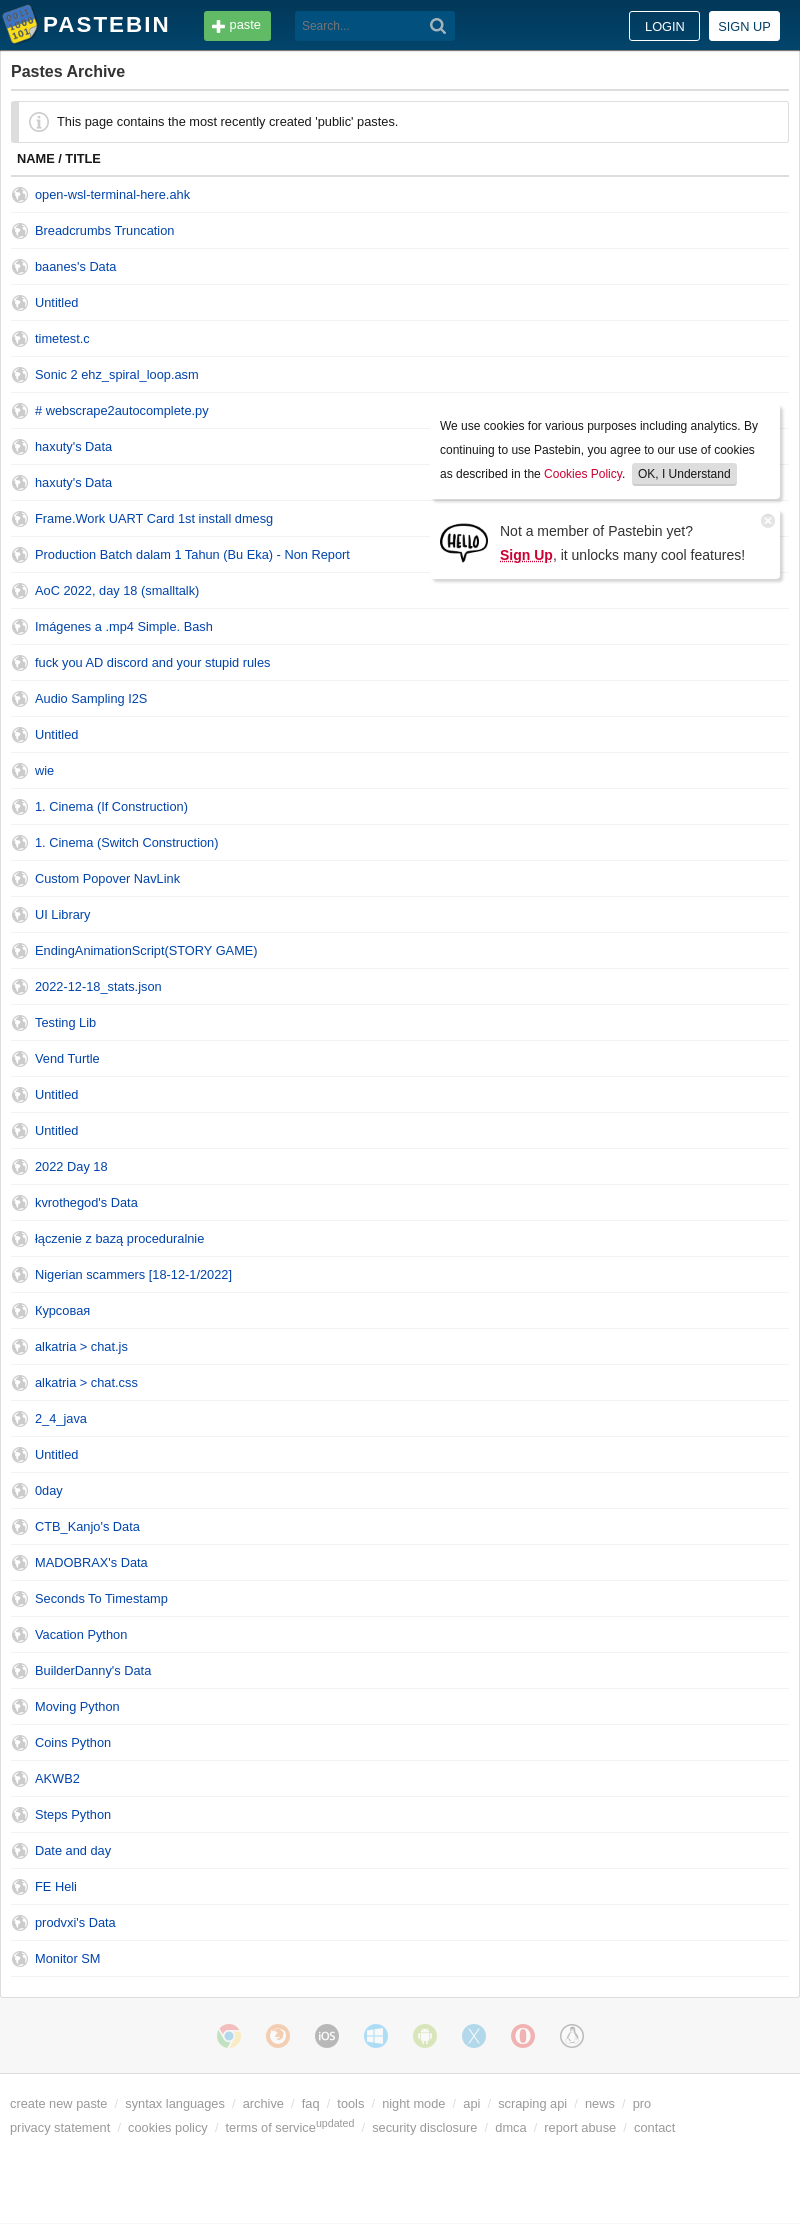 PASTEBIN
paste
Search...
LOGIN
SIGN UP
Pastes Archive
This page contains the most recently created 'public' pastes.
NAME / TITLE
open-wsl-terminal-here.ahk
Breadcrumbs Truncation
baanes's Data
Untitled
timetest.c
Sonic 2 ehz_spiral_loop.asm
# webscrape2autocomplete.py
haxuty's Data
haxuty's Data
Frame.Work UART Card 1st install dmesg
Production Batch dalam 1 Tahun (Bu Eka) - Non Report
We use cookies for various purposes including analytics. By
continuing to use Pastebin, you agree to our use of cookies
as described in the Cookies Policy. OK, I Understand
HELLO
Not a member of Pastebin yet?
Sign Up, it unlocks many cool features!
AoC 2022, day 18 (smalltalk)
Imágenes a .mp4 Simple. Bash
fuck you AD discord and your stupid rules
Audio Sampling I2S
Untitled
wie
1. Cinema (If Construction)
1. Cinema (Switch Construction)
Custom Popover NavLink
UI Library
EndingAnimationScript(STORY GAME)
2022-12-18_stats.json
Testing Lib
Vend Turtle
Untitled
Untitled
2022 Day 18
kvrothegod's Data
łączenie z bazą proceduralnie
Nigerian scammers [18-12-1/2022]
Курсовая
alkatria > chat.js
alkatria > chat.css
2_4_java
Untitled
0day
CTB_Kanjo's Data
MADOBRAX's Data
Seconds To Timestamp
Vacation Python
BuilderDanny's Data
Moving Python
Coins Python
AKWB2
Steps Python
Date and day
FE Heli
prodvxi's Data
Monitor SM
iOS
create new paste / syntax languages / archive / faq / tools / night mode / api / scraping api / news / pro
privacy statement / cookies policy / terms of serviceupdated / security disclosure / dmca / report abuse / contact